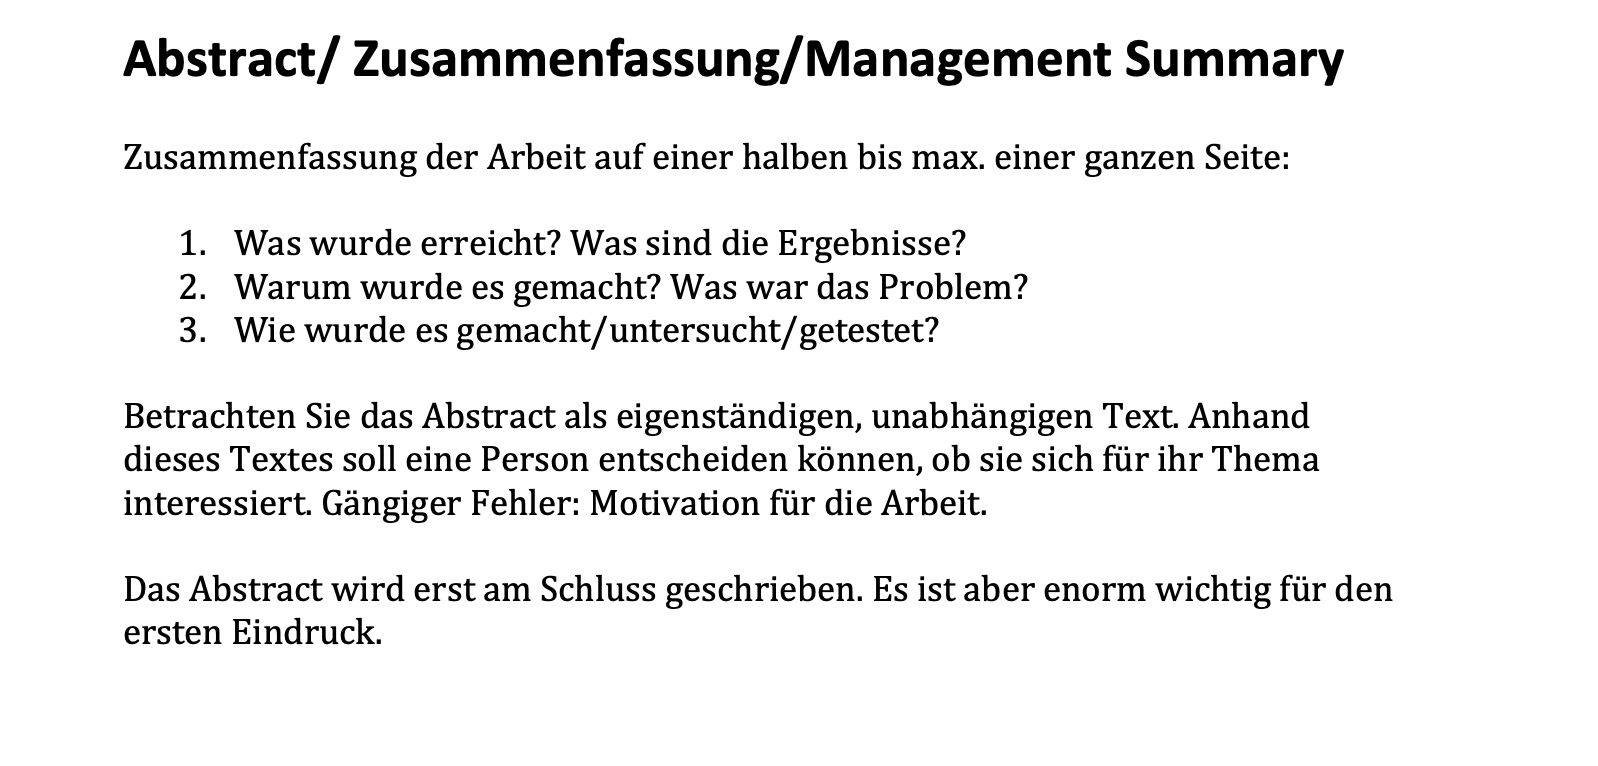 Abstract/ Zusammenfassung/Management Summary
Zusammenfassung der Arbeit auf einer halben bis max. einer ganzen Seite:
1. Was wurde erreicht? Was sind die Ergebnisse?
2. Warum wurde es gemacht? Was war das Problem?
3. Wie wurde es gemacht/untersucht/getestet?
Betrachten Sie das Abstract als eigenständigen, unabhängigen Text. Anhand
dieses Textes soll eine Person entscheiden können, ob sie sich für ihr Thema
interessiert. Gängiger Fehler: Motivation für die Arbeit.
Das Abstract wird erst am Schluss geschrieben. Es ist aber enorm wichtig für den
ersten Eindruck.